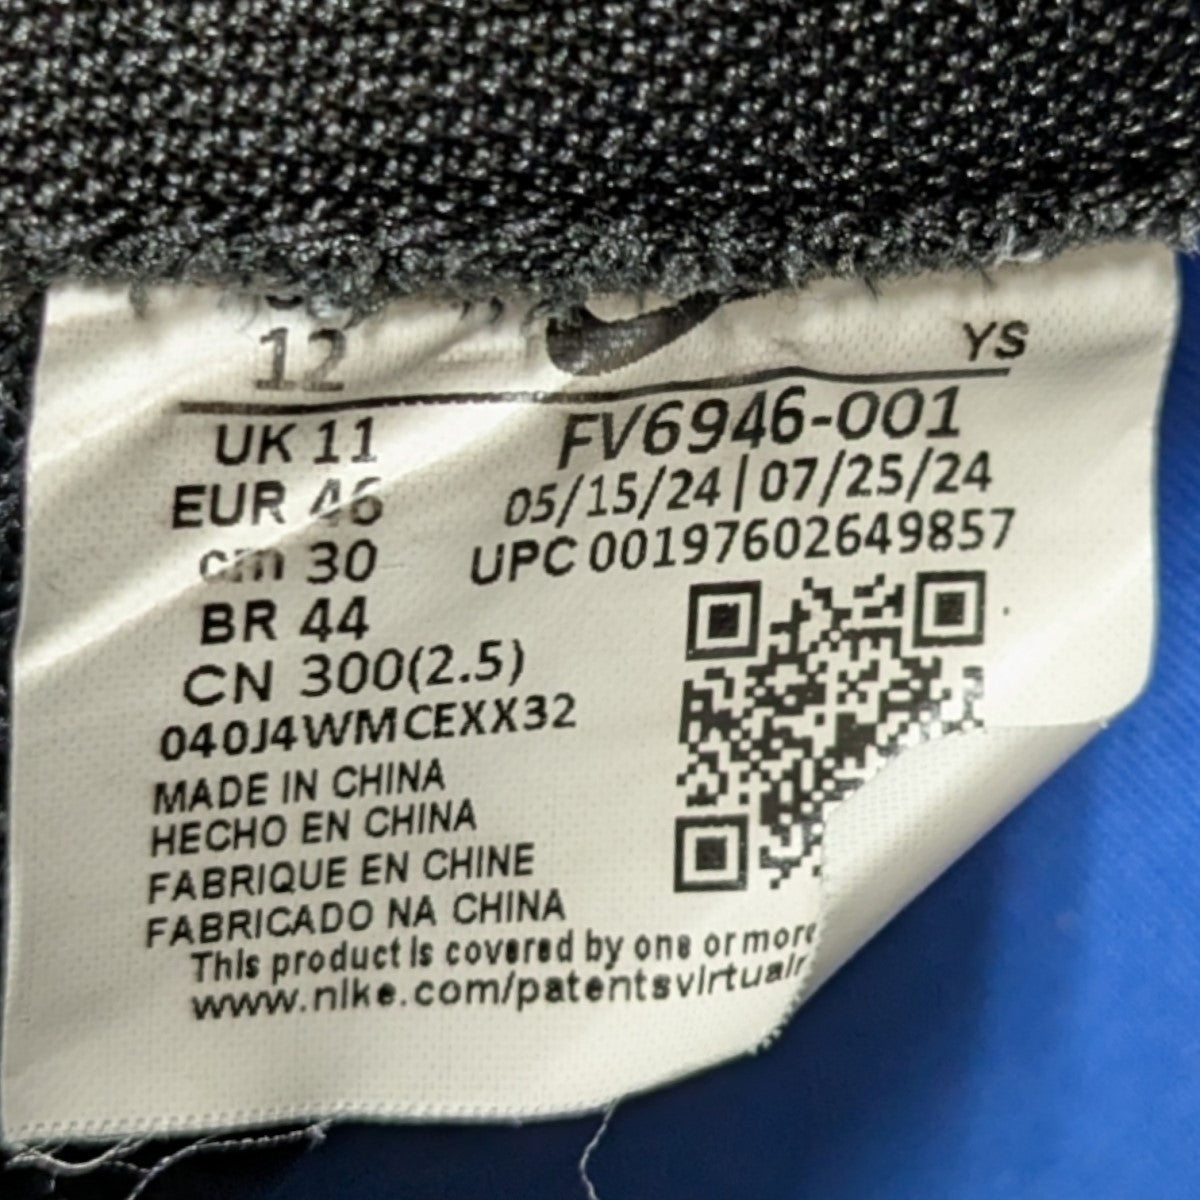 12
YS
UK 11
FV6946-001
EUR 46
05/15/24 | 07/25/24
cm 30
UPC 00197602649857
BR 44
CN 300(2.5)
040J4WMCEXX32
MADE IN CHINA
HECHO EN CHINA
FABRIQUE EN CHINE
FABRICADO NA CHINA
This product is covered by one or more
www.nike.com/patentsvirtualr